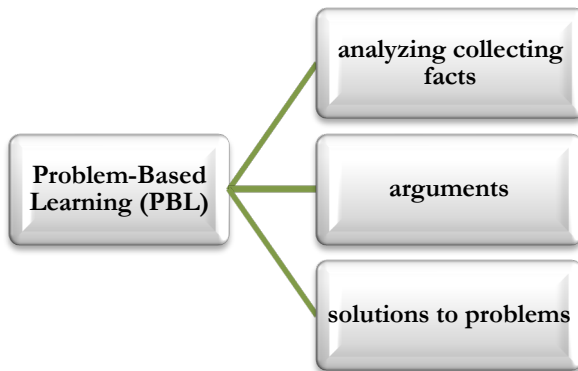 Problem-Based
Learning (PBL)
analyzing collecting
facts
arguments
solutions to problems